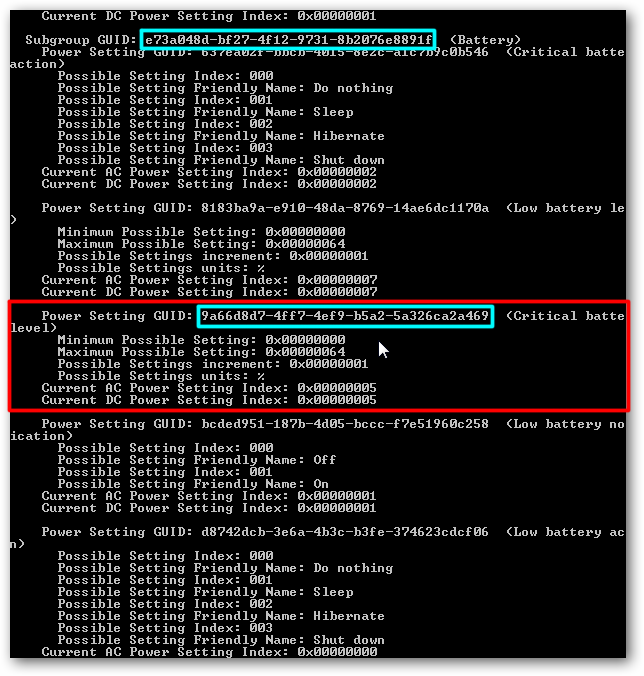 Current DC Power Setting Index: 0x00000001
Subgroup GUID: e73a048d-bf27-4f12-9731-8b2076e8891f (Battery)
Power Setting GUID: 637ea02f-bbcb-4015-8e2c-a1c7b9c0b546 (Critical batte
action)
Possible Setting Index: 000
Possible Setting Friendly Name: Do nothing
Possible Setting Index: 001
Possible Setting Friendly Name: Sleep
Possible Setting Index: 002
Possible Setting Friendly Name: Hibernate
Possible Setting Index: 003
Possible Setting Friendly Name: Shut down
Current AC Power Setting Index: 0x00000002
Current DC Power Setting Index: 0x00000002
Power Setting GUID: 8183ba9a-e910-48da-8769-14ae6dc1170a (Low battery le
)
Minimum Possible Setting: 0x00000000
Maximum Possible Setting: 0x00000064
Possible Settings increment: 0x00000001
Possible Settings units: %
Current AC Power Setting Index: 0x00000007
Current DC Power Setting Index: 0x00000007
Power Setting GUID: 9a66d8d7-4ff7-4ef9-b5a2-5a326ca2a469 (Critical batte
level)
Minimum Possible Setting: 0x00000000
Maximum Possible Setting: 0x00000064
Possible Settings increment: 0x00000001
Possible Settings units: %
Current AC Power Setting Index: 0x00000005
Current DC Power Setting Index: 0x00000005
Power Setting GUID: bcded951-187b-4d05-bccc-f7e51960c258 (Low battery no
ication)
Possible Setting Index: 000
Possible Setting Friendly Name: Off
Possible Setting Index: 001
Possible Setting Friendly Name: On
Current AC Power Setting Index: 0x00000001
Current DC Power Setting Index: 0x00000001
Power Setting GUID: d8742dcb-3e6a-4b3c-b3fe-374623cdcf06 (Low battery ac
n)
Possible Setting Index: 000
Possible Setting Friendly Name: Do nothing
Possible Setting Index: 001
Possible Setting Friendly Name: Sleep
Possible Setting Index: 002
Possible Setting Friendly Name: Hibernate
Possible Setting Index: 003
Possible Setting Friendly Name: Shut down
Current AC Power Setting Index: 0x00000000